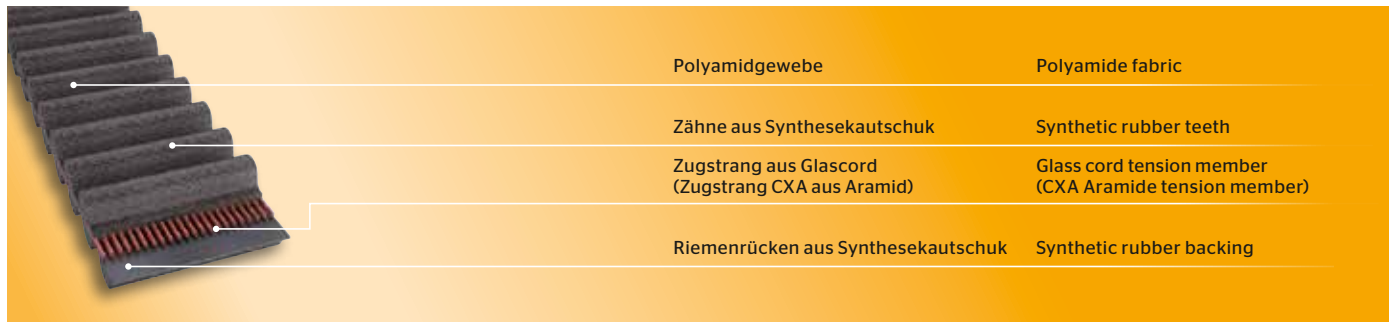 Polyamidgewebe Polyamide fabric
Zähne aus Synthesekautschuk Synthetic rubber teeth
Zugstrang aus Glascord Glass cord tension member
(Zugstrang CXA aus Aramid) (CXA Aramide tension member)
Riemenrücken aus Synthesekautschuk Synthetic rubber backing